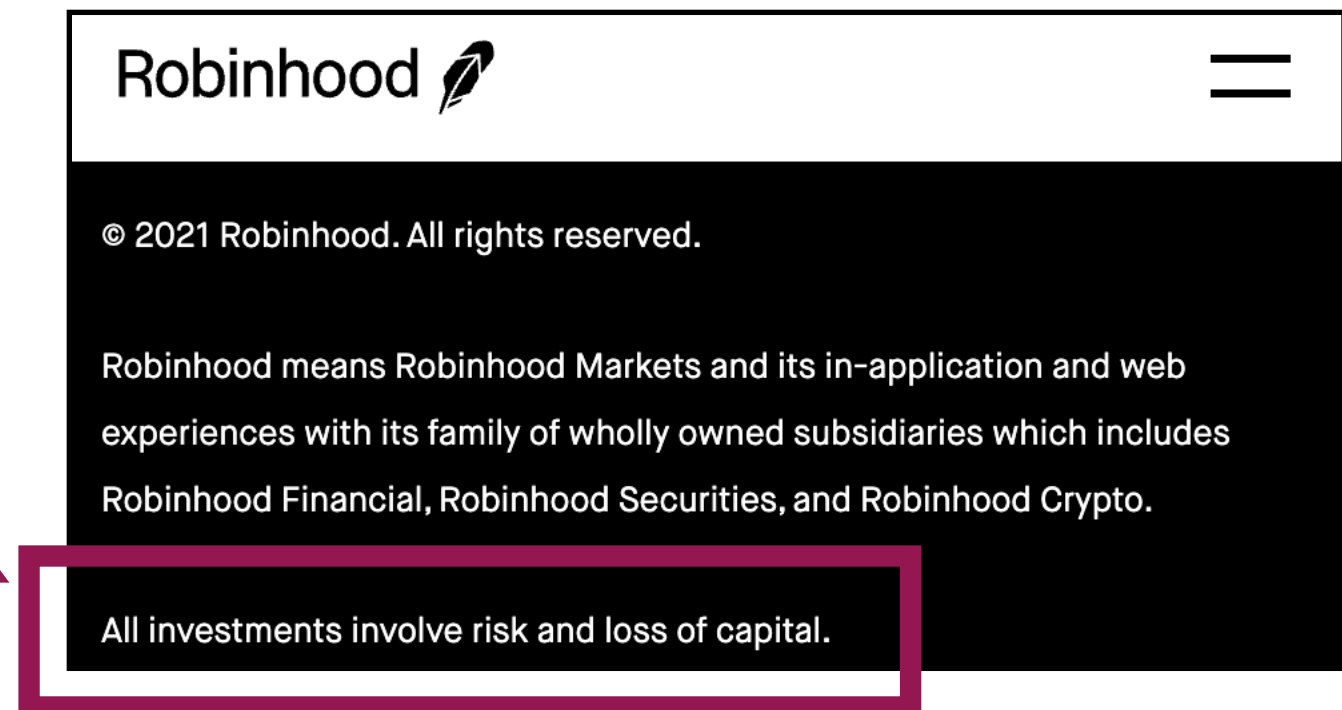 Robinhood
© 2021 Robinhood. All rights reserved.
Robinhood means Robinhood Markets and its in-application and web
experiences with its family of wholly owned subsidiaries which includes
Robinhood Financial, Robinhood Securities, and Robinhood Crypto.
All investments involve risk and loss of capital.